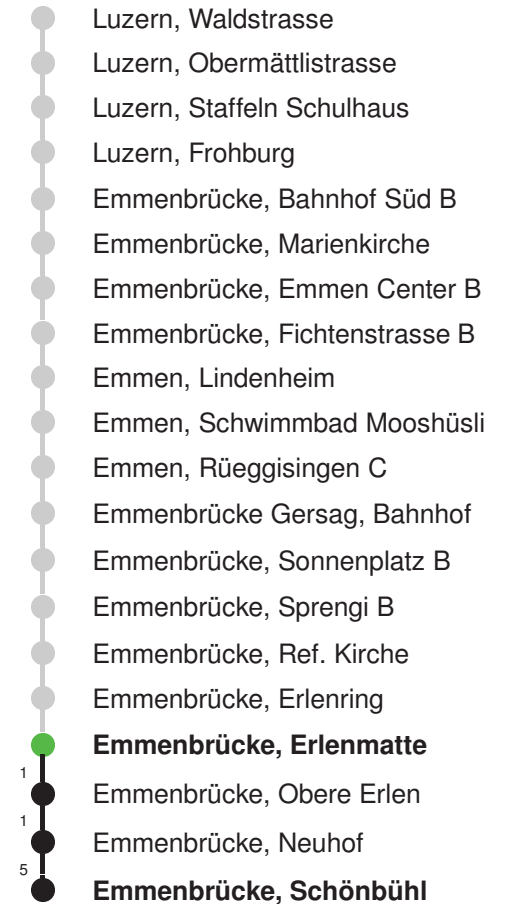 Luzern, Waldstrasse
Luzern, Obermättlistrasse
Luzern, Staffeln Schulhaus
Luzern, Frohburg
Emmenbrücke, Bahnhof Süd B
Emmenbrücke, Marienkirche
Emmenbrücke, Emmen Center B
Emmenbrücke, Fichtenstrasse B
Emmen, Lindenheim
Emmen, Schwimmbad Mooshüsli
Emmen, Rüeggisingen C
Emmenbrücke Gersag, Bahnhof
Emmenbrücke, Sonnenplatz B
Emmenbrücke, Sprengi B
Emmenbrücke, Ref. Kirche
Emmenbrücke, Erlenring
Emmenbrücke, Erlenmatte
1
Emmenbrücke, Obere Erlen
1
Emmenbrücke, Neuhof
5
Emmenbrücke, Schönbühl